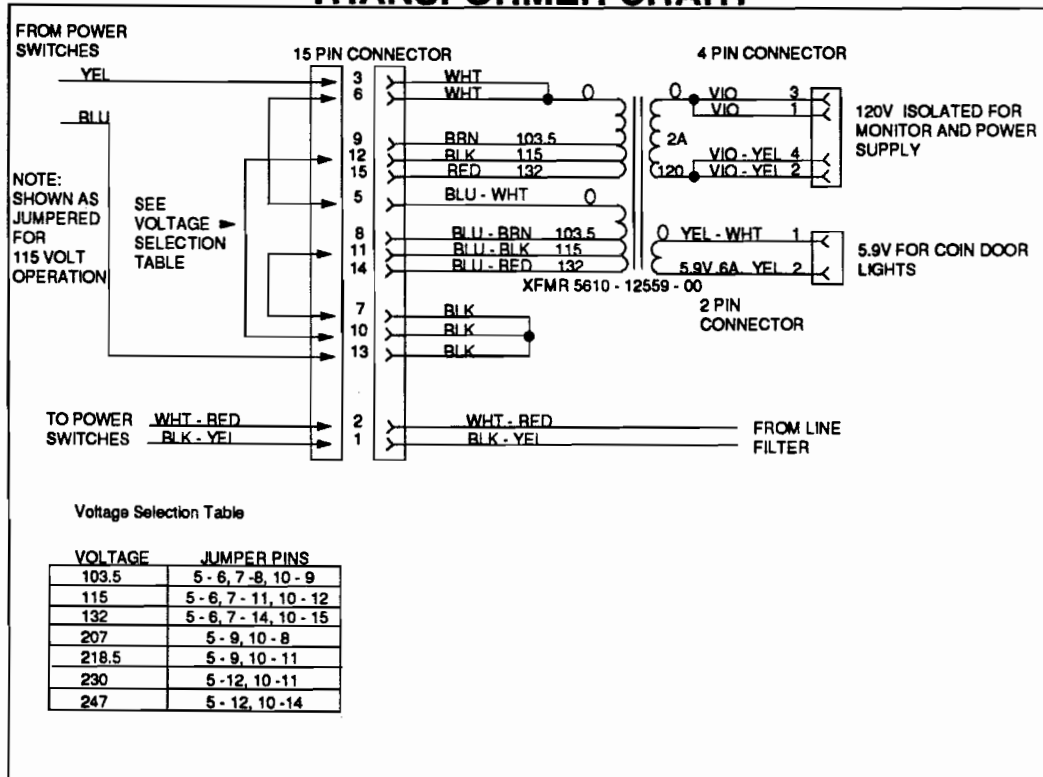 TRANSFORMER CHART
FROM POWER
SWITCHES
15 PIN CONNECTOR
4 PIN CONNECTOR
YEL
BLU
3
6
9
12
15
5
8
11
14
7
10
13
2
1
WHT
WHT 0
BRN 103.5
BLK 115
RED 132
BLU - WHT 0
BLU - BRN 103.5
BLU - BLK 115
BLU - RED 132
XFMR 5610 - 12559 - 00
BLK
BLK
BLK
0 VIO 3
VIO 1
2A
VIO - YEL 4
120 VIO - YEL 2
120V ISOLATED FOR
MONITOR AND POWER
SUPPLY
0 YEL - WHT 1
5.9V 6A YEL 2
5.9V FOR COIN DOOR
LIGHTS
2 PIN
CONNECTOR
NOTE:
SHOWN AS
JUMPERED
FOR
115 VOLT
OPERATION
SEE
VOLTAGE
SELECTION
TABLE
TO POWER
SWITCHES
WHT - RED
BLK - YEL
WHT - RED
BLK - YEL
FROM LINE
FILTER
Voltage Selection Table
VOLTAGE JUMPER PINS
103.5 5 - 6, 7 -8, 10 - 9
115 5 - 6, 7 - 11, 10 - 12
132 5 - 6, 7 - 14, 10 - 15
207 5 - 9, 10 - 8
218.5 5 - 9, 10 - 11
230 5 -12, 10 -11
247 5 - 12, 10 -14